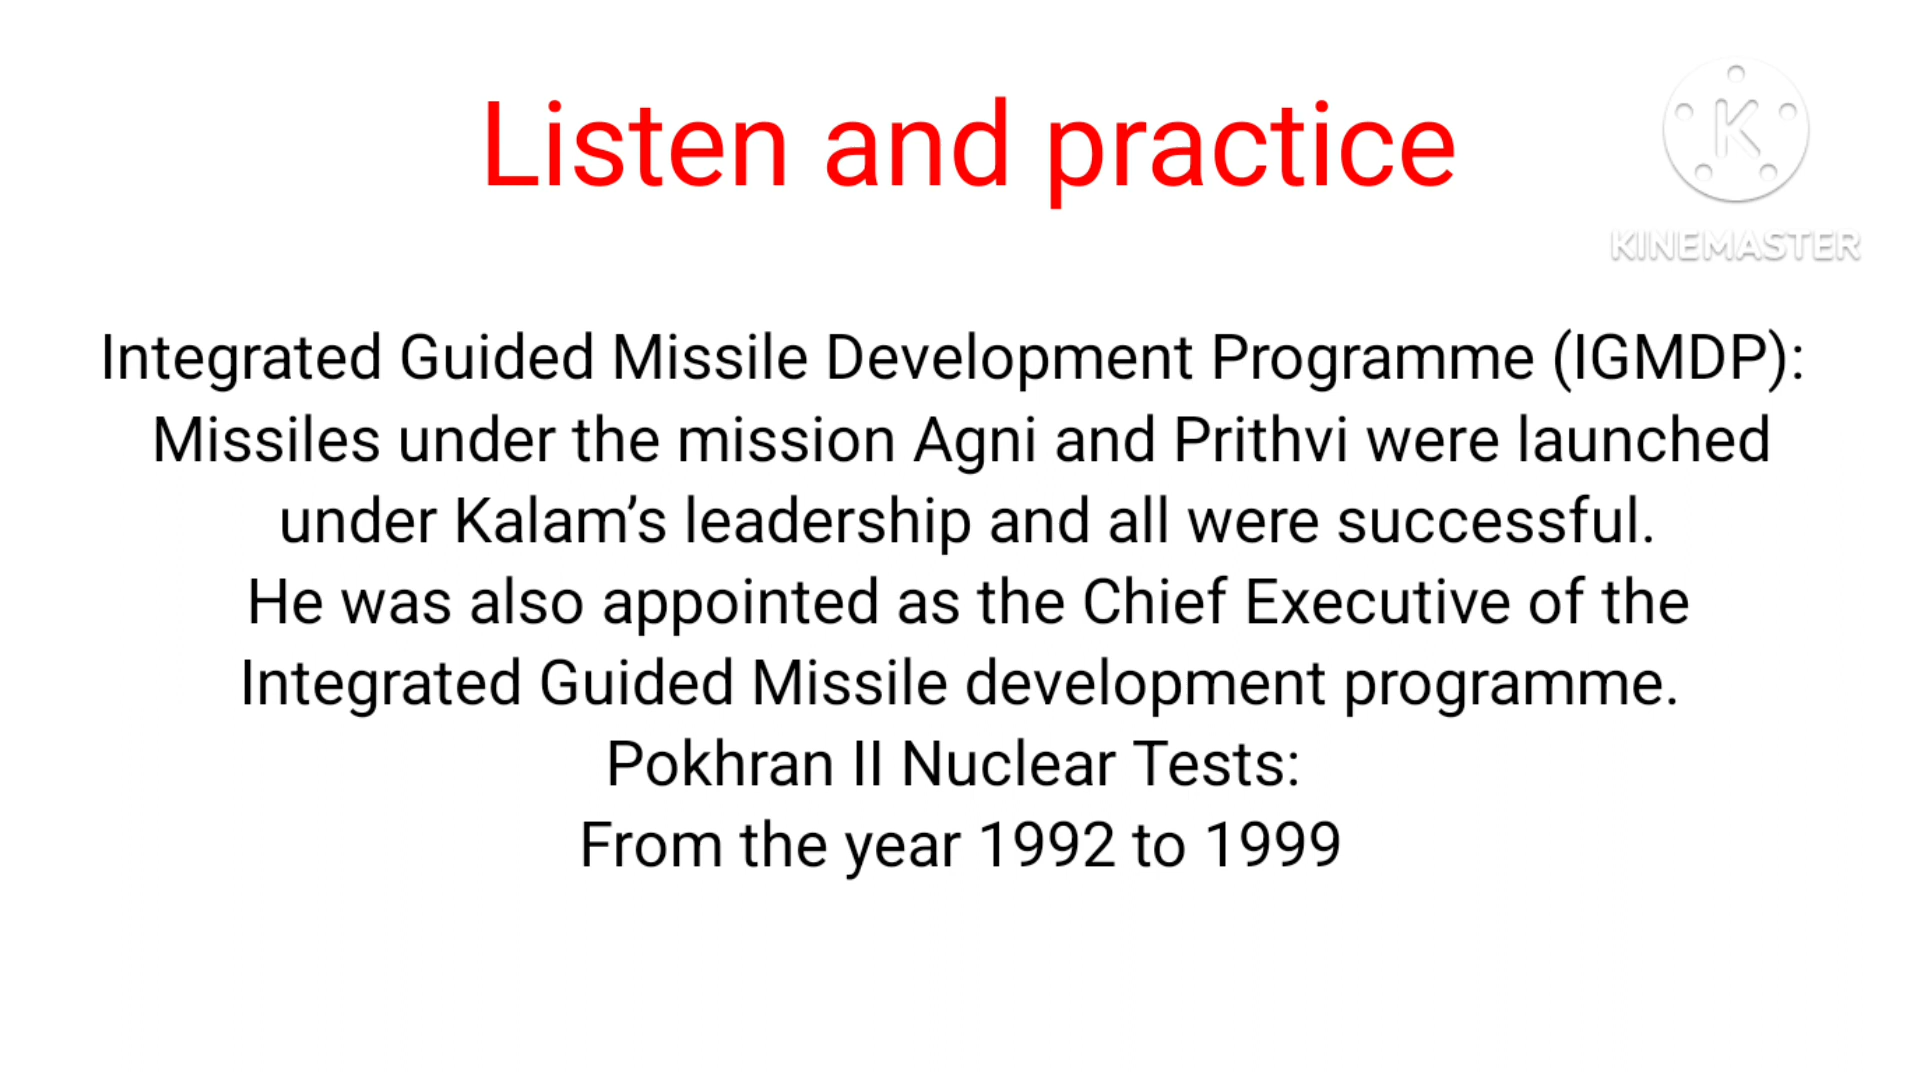 Listen and practice
K
KINEMASTER
Integrated Guided Missile Development Programme (IGMDP):
Missiles under the mission Agni and Prithvi were launched
under Kalam’s leadership and all were successful.
He was also appointed as the Chief Executive of the
Integrated Guided Missile development programme.
Pokhran II Nuclear Tests:
From the year 1992 to 1999